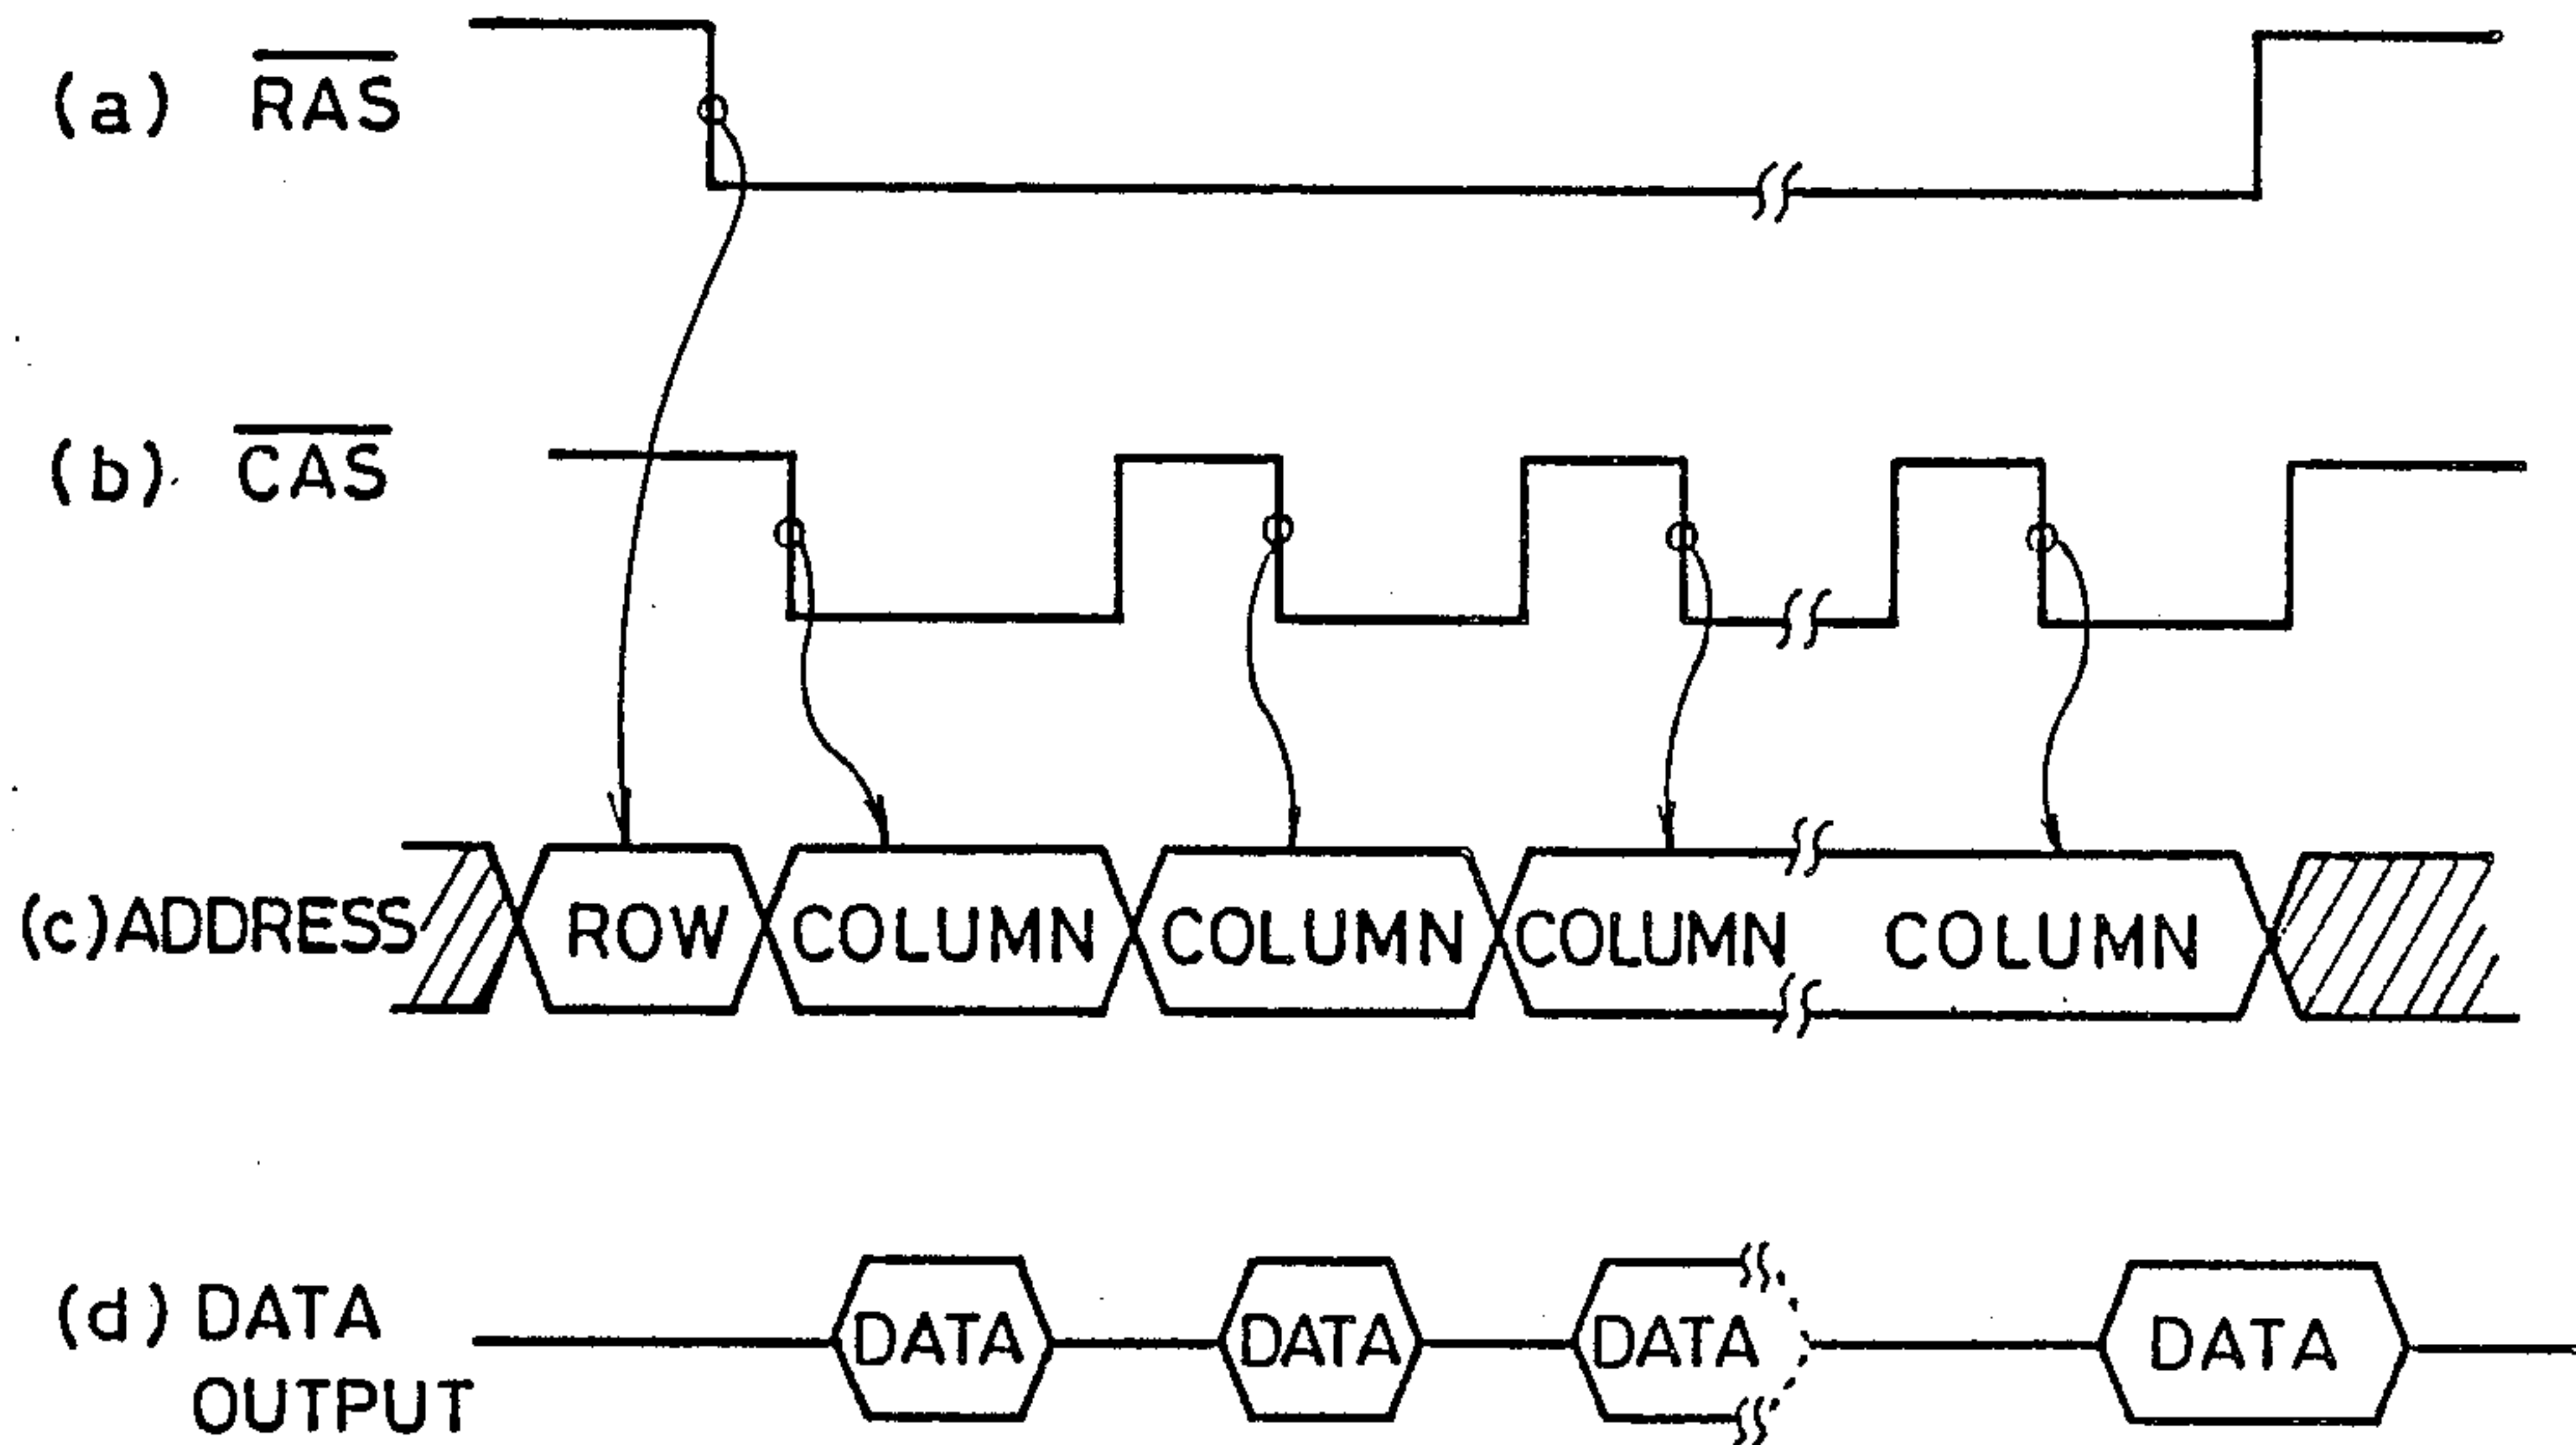 (a) RAS
(b) CAS
(c) ADDRESS ROW COLUMN COLUMN COLUMN COLUMN
(d) DATA OUTPUT
DATA DATA DATA DATA